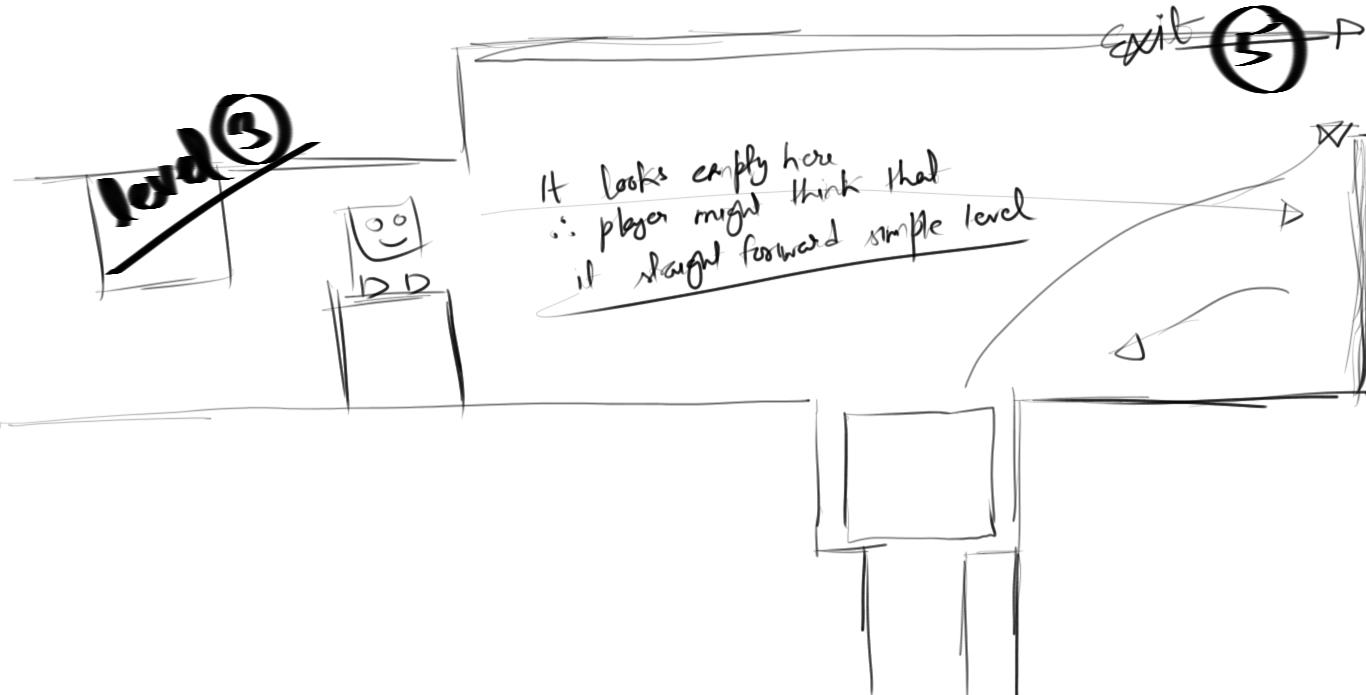 Exit 5
level 3
It looks empty here
∴ player might think that
it straight forward simple level